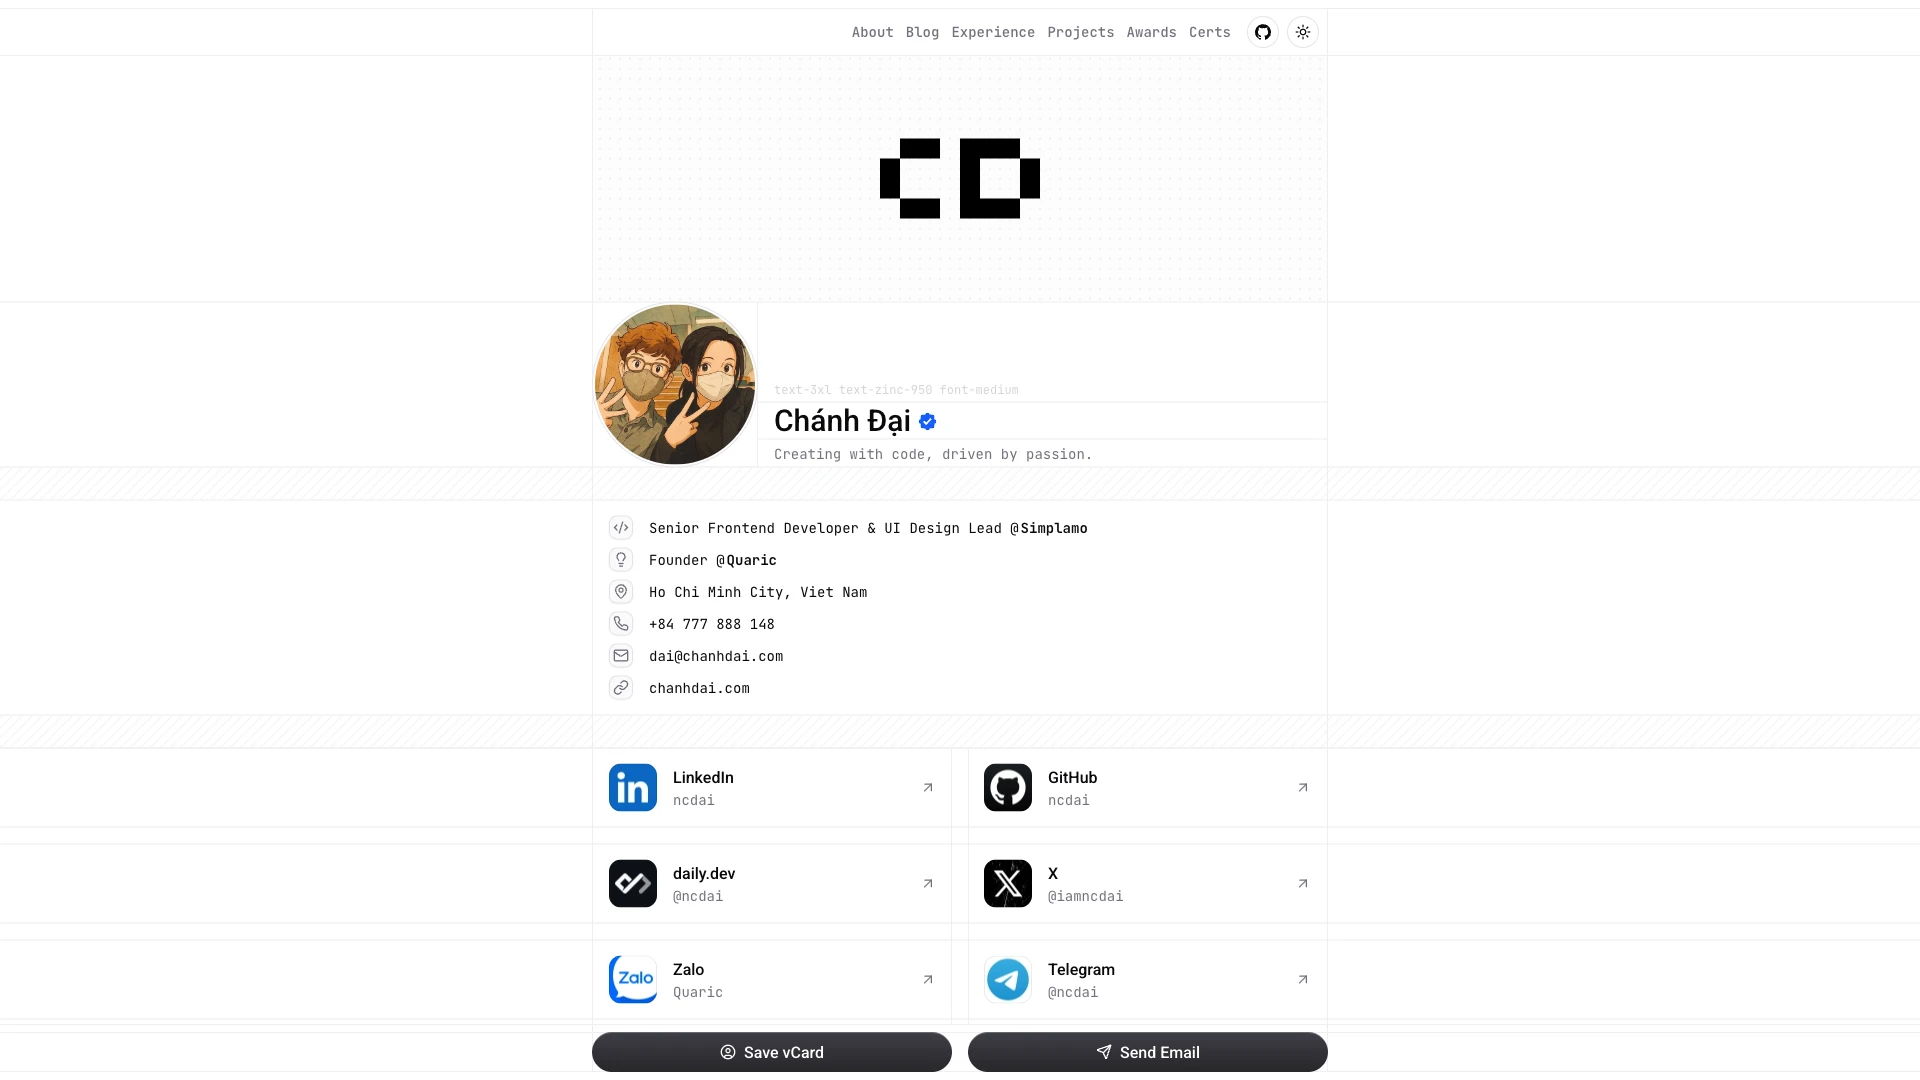 About Blog Experience Projects Awards Certs
CD
text-3xl text-zinc-950 font-medium
Chánh Đại
Creating with code, driven by passion.
Senior Frontend Developer & UI Design Lead @Simplamo
Founder @Quaric
Ho Chi Minh City, Viet Nam
+84 777 888 148
dai@chanhdai.com
chanhdai.com
in
LinkedIn
ncdai
GitHub
ncdai
daily.dev
@ncdai
X
X
@iamncdai
Zalo
Zalo
Quaric
Telegram
@ncdai
Save vCard
Send Email